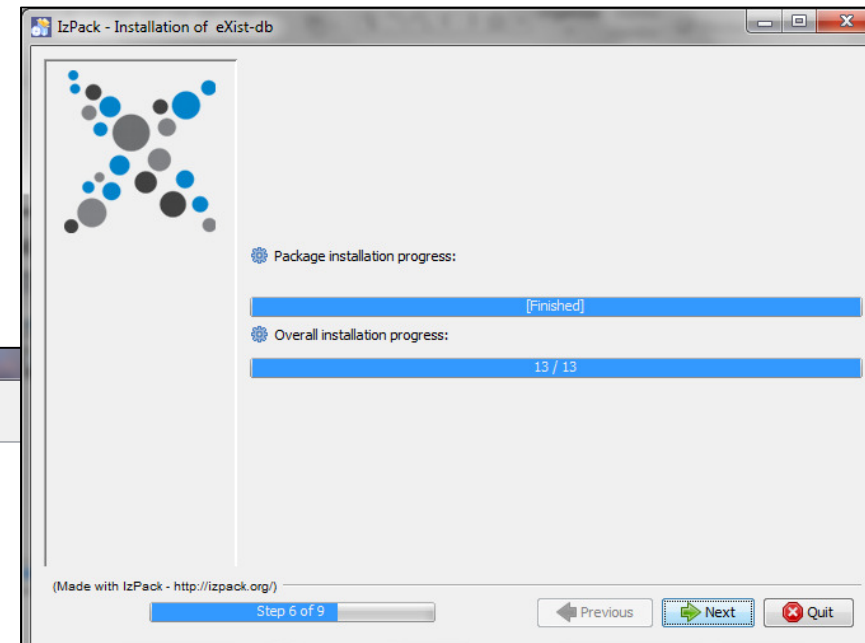 IzPack - Installation of eXist-db
Package installation progress:
[Finished]
Overall installation progress:
13 / 13
(Made with IzPack - http://izpack.org/)
Step 6 of 9
Previous
Next
Quit